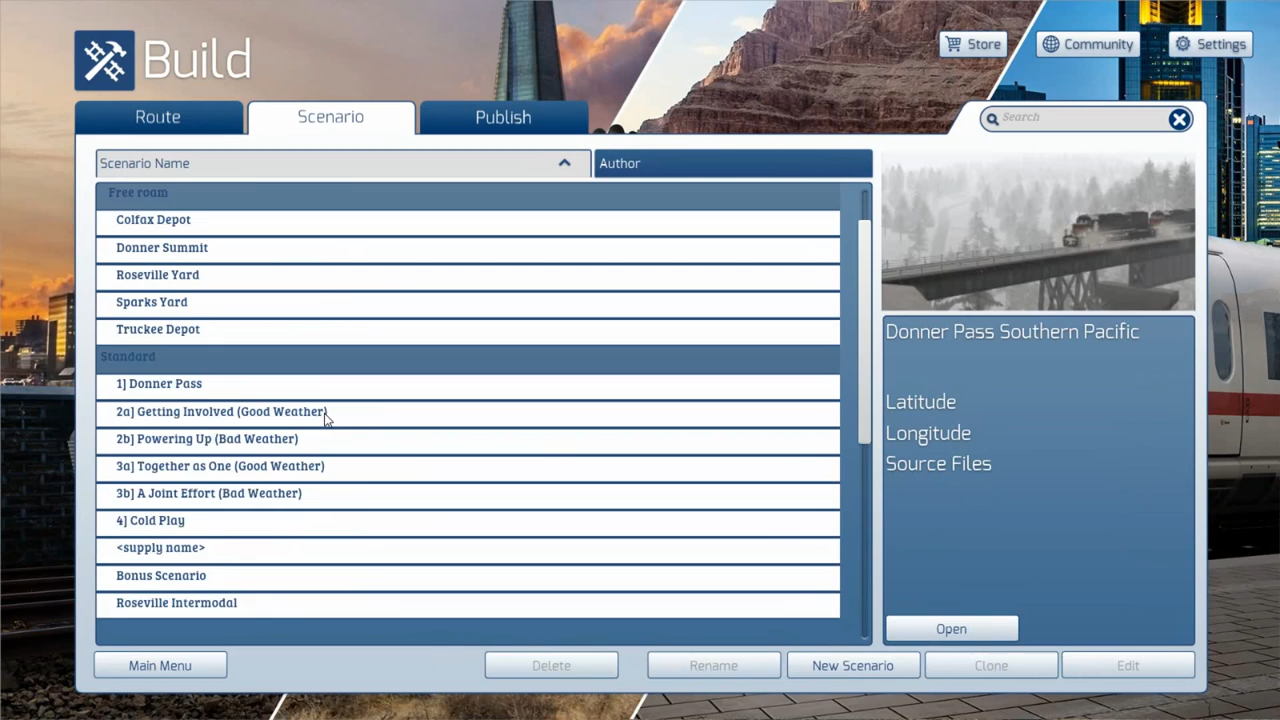 Build
Store
Community
Settings
Route
Scenario
Publish
Search
Scenario Name
Author
Free roam
Colfax Depot
Donner Summit
Roseville Yard
Sparks Yard
Truckee Depot
Standard
1] Donner Pass
2a] Getting Involved (Good Weather)
2b] Powering Up (Bad Weather)
3a] Together as One (Good Weather)
3b] A Joint Effort (Bad Weather)
4] Cold Play
<supply name>
Bonus Scenario
Roseville Intermodal
Donner Pass Southern Pacific
Latitude
Longitude
Source Files
Open
Main Menu
Delete
Rename
New Scenario
Clone
Edit